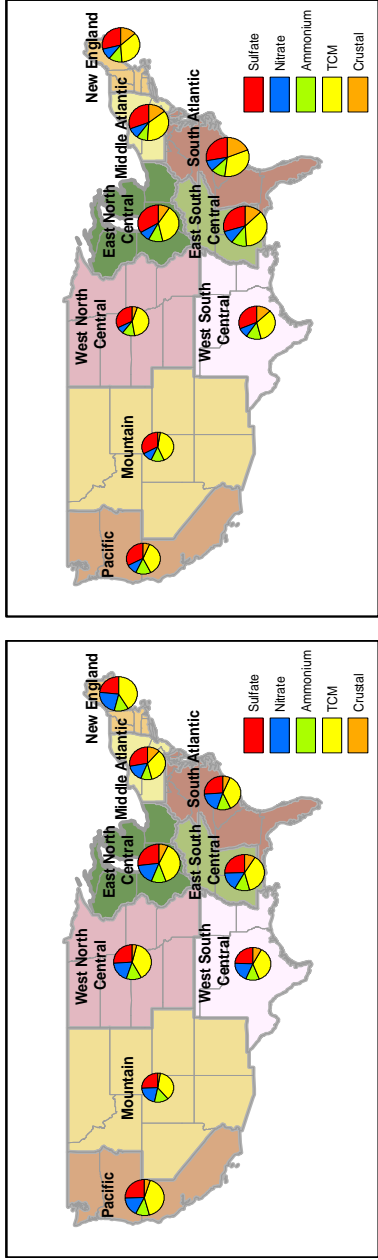 Pacific
Mountain
West North
Central
West South
Central
East North
Central
East South
Central
Middle Atlantic
New England
South Atlantic
Sulfate
Nitrate
Ammonium
TCM
Crustal
Pacific
Mountain
West North
Central
West South
Central
East North
Central
East South
Central
Middle Atlantic
New England
South Atlantic
Sulfate
Nitrate
Ammonium
TCM
Crustal